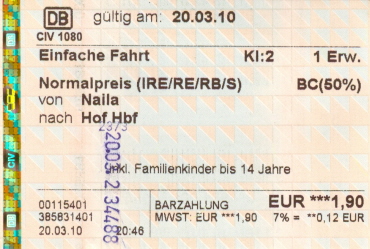 DB gültig am: 20.03.10
CIV 1080
Einfache Fahrt Kl:2 1 Erw.
Normalpreis (IRE/RE/RB/S) BC(50%)
von Naila
nach Hof Hbf
inkl. Familienkinder bis 14 Jahre
00115401 BARZAHLUNG EUR ***1,90
385831401 MWST: EUR ***1,90 7% = **0,12 EUR
20.03.10 20:46
CIV
DB